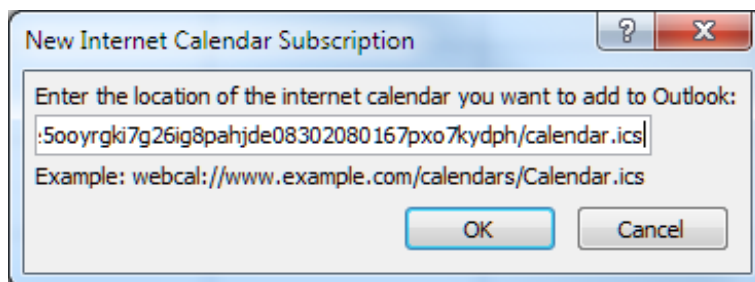 New Internet Calendar Subscription
Enter the location of the internet calendar you want to add to Outlook:
:5ooyrgki7g26ig8pahjde08302080167pxo7kydph/calendar.ics
Example: webcal://www.example.com/calendars/Calendar.ics
OK Cancel